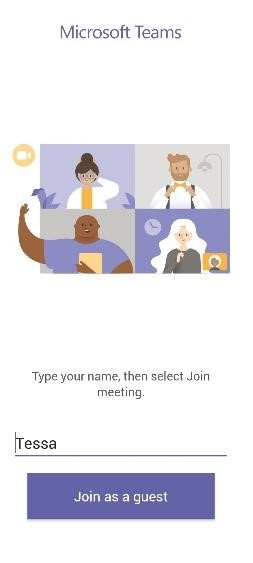 Microsoft Teams
Type your name, then select Join
meeting.
Tessa
Join as a guest